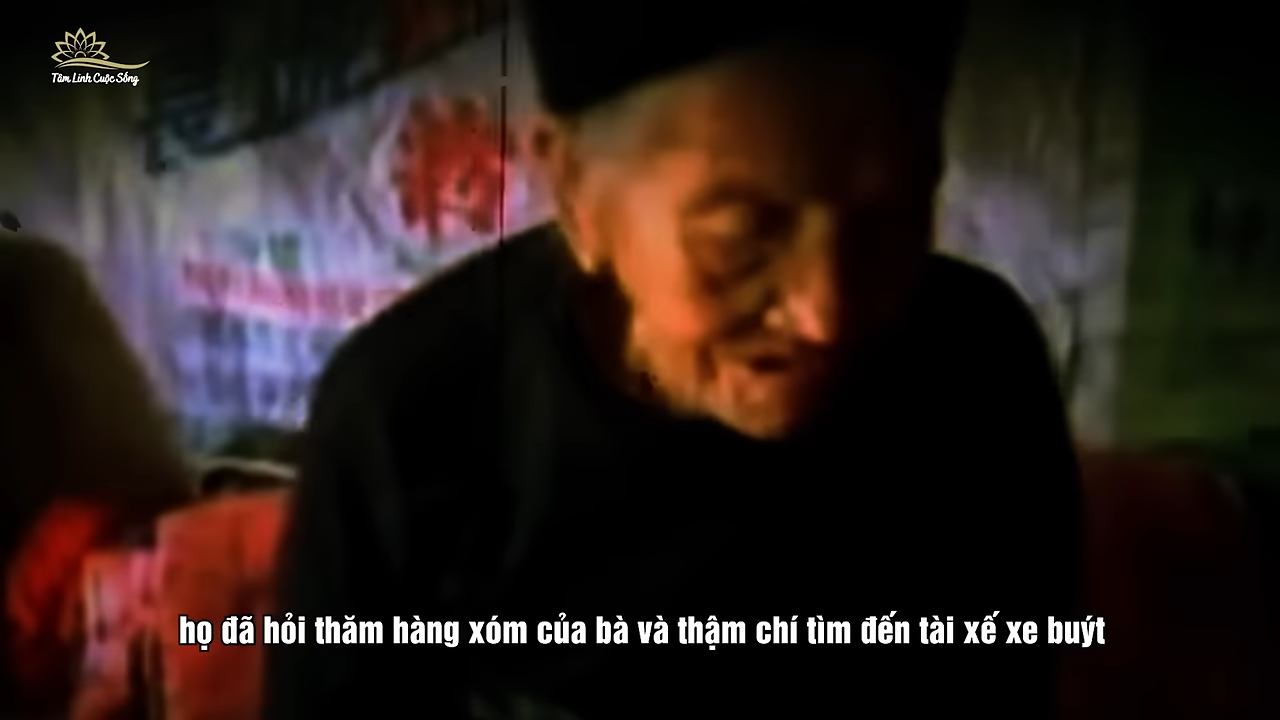 Tâm Linh Cuộc Sống
họ đã hỏi thăm hàng xóm của bà và thậm chí tìm đến tài xế xe buýt